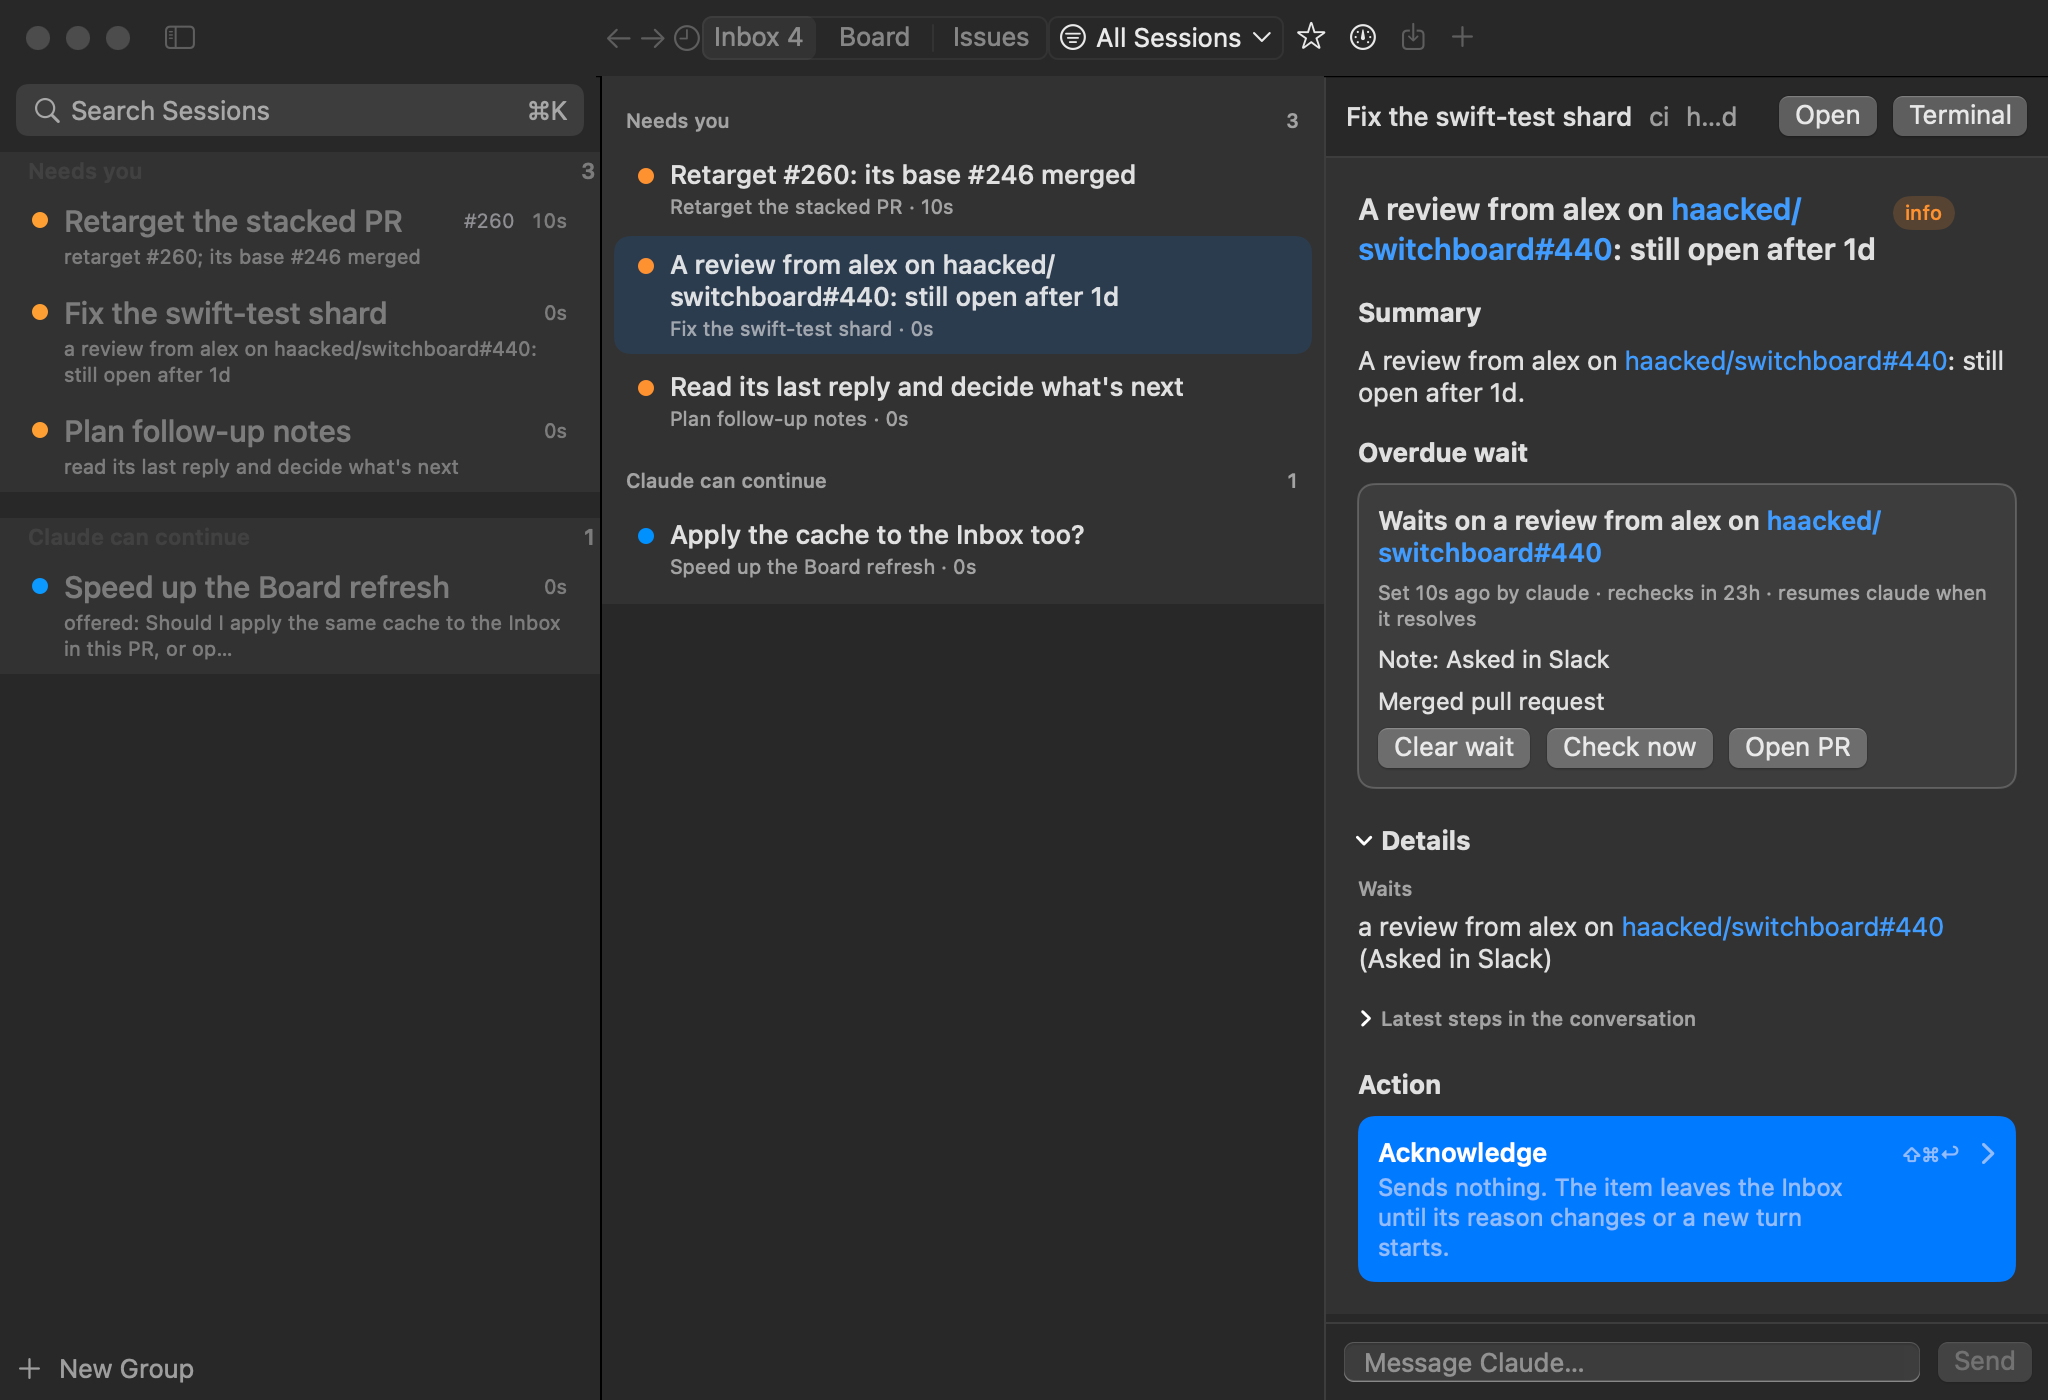 Inbox 4
Board
Issues
All Sessions
Search Sessions
⌘K
Needs you
3
Retarget the stacked PR
#260
10s
retarget #260; its base #246 merged
Fix the swift-test shard
0s
a review from alex on haacked/switchboard#440:
still open after 1d
Plan follow-up notes
0s
read its last reply and decide what's next
Claude can continue
1
Speed up the Board refresh
0s
offered: Should I apply the same cache to the Inbox
in this PR, or op...
New Group
Needs you
3
Retarget #260: its base #246 merged
Retarget the stacked PR · 10s
A review from alex on haacked/
switchboard#440: still open after 1d
Fix the swift-test shard · 0s
Read its last reply and decide what's next
Plan follow-up notes · 0s
Claude can continue
1
Apply the cache to the Inbox too?
Speed up the Board refresh · 0s
Fix the swift-test shard
ci
h...d
Open
Terminal
A review from alex on haacked/
switchboard#440: still open after 1d
info
Summary
A review from alex on haacked/switchboard#440: still
open after 1d.
Overdue wait
Waits on a review from alex on haacked/
switchboard#440
Set 10s ago by claude · rechecks in 23h · resumes claude when
it resolves
Note: Asked in Slack
Merged pull request
Clear wait
Check now
Open PR
Details
Waits
a review from alex on haacked/switchboard#440
(Asked in Slack)
Latest steps in the conversation
Action
Acknowledge
⇧⌘↩
Sends nothing. The item leaves the Inbox
until its reason changes or a new turn
starts.
Message Claude...
Send